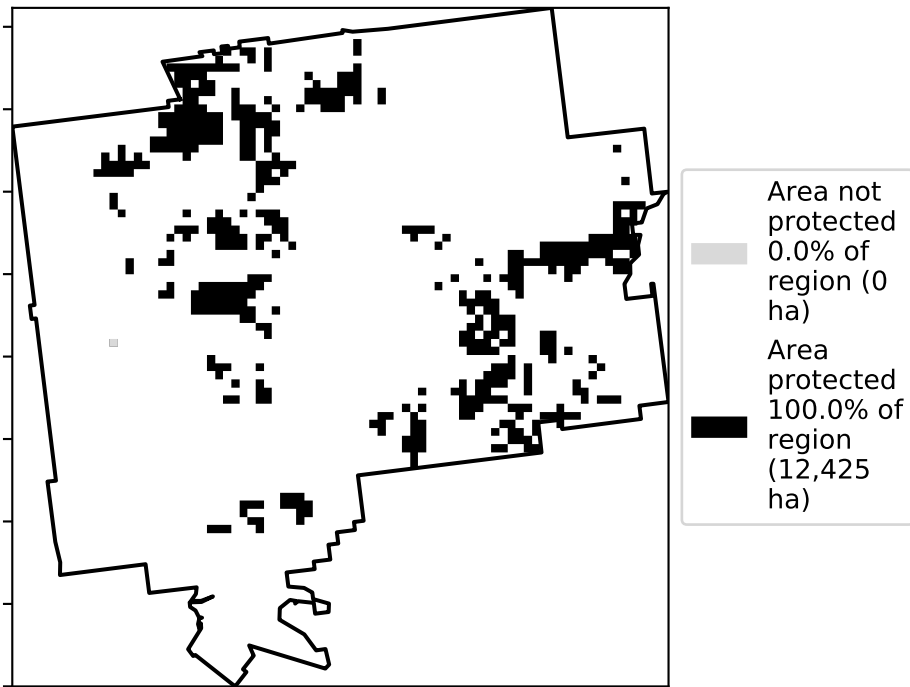 Area not
protected
0.0% of
region (0
ha)
Area
protected
100.0% of
region
(12,425
ha)